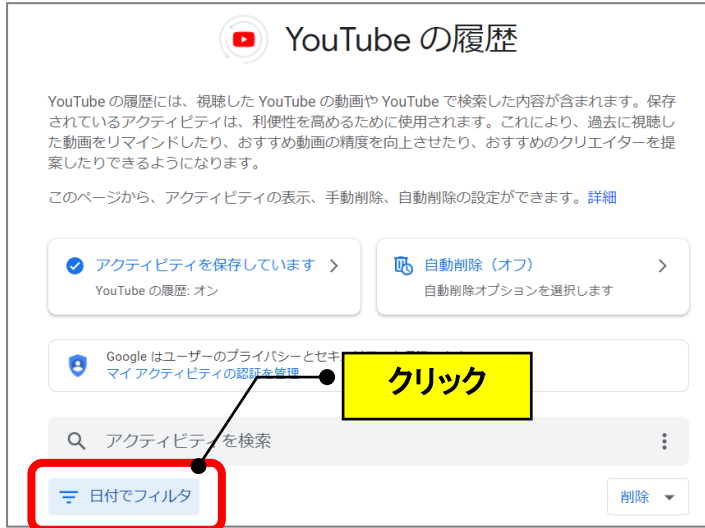 YouTube の履歴
YouTube の履歴には、視聴した YouTube の動画や YouTube で検索した内容が含まれます。保存
されているアクティビティは、利便性を高めるために使用されます。これにより、過去に視聴し
た動画をリマインドしたり、おすすめ動画の精度を向上させたり、おすすめのクリエイターを提
案したりできるようになります。
このページから、アクティビティの表示、手動削除、自動削除の設定ができます。詳細
アクティビティを保存しています
YouTube の履歴: オン
自動削除（オフ）
自動削除オプションを選択します
Google はユーザーのプライバシーとセキ
マイ アクティビティの認証を管理
クリック
アクティビティを検索
日付でフィルタ
削除